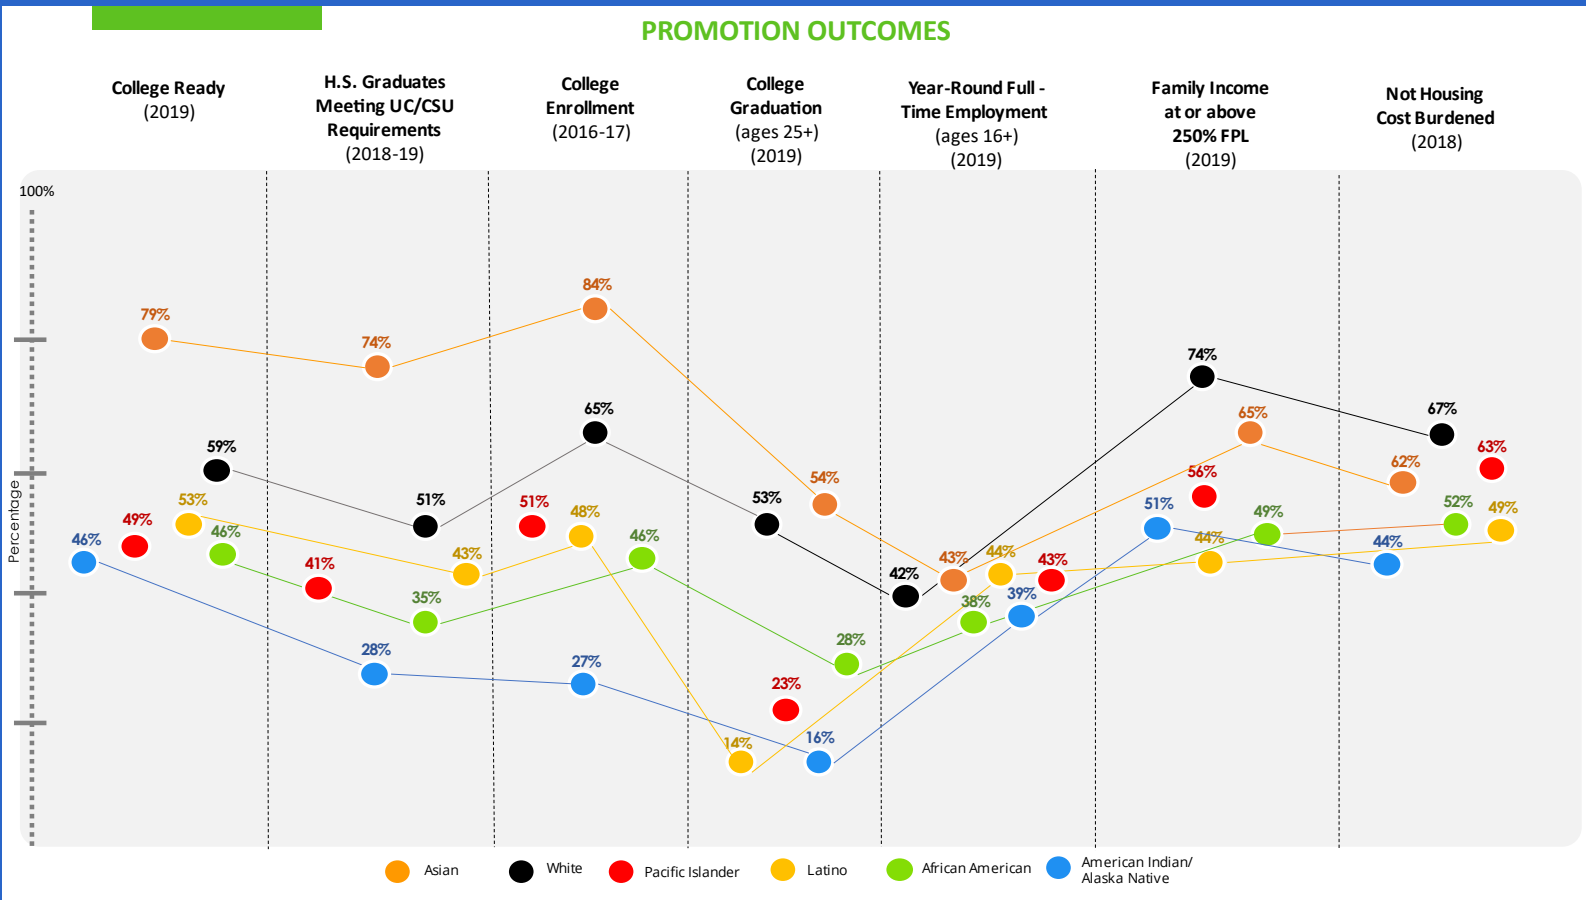 PROMOTION OUTCOMES
College Ready
(2019)
H.S. Graduates
Meeting UC/CSU
Requirements
(2018-19)
College
Enrollment
(2016-17)
College
Graduation
(ages 25+)
(2019)
Year-Round Full -
Time Employment
(ages 16+)
(2019)
Family Income
at or above
250% FPL
(2019)
Not Housing
Cost Burdened
(2018)
100%
Percentage
46%
49%
79%
53%
59%
46%
41%
74%
28%
51%
35%
43%
51%
48%
84%
65%
27%
46%
14%
53%
23%
54%
16%
28%
42%
43%
38%
44%
39%
43%
51%
74%
56%
44%
65%
49%
44%
62%
67%
52%
63%
49%
Asian
White
Pacific Islander
Latino
African American
American Indian/
Alaska Native